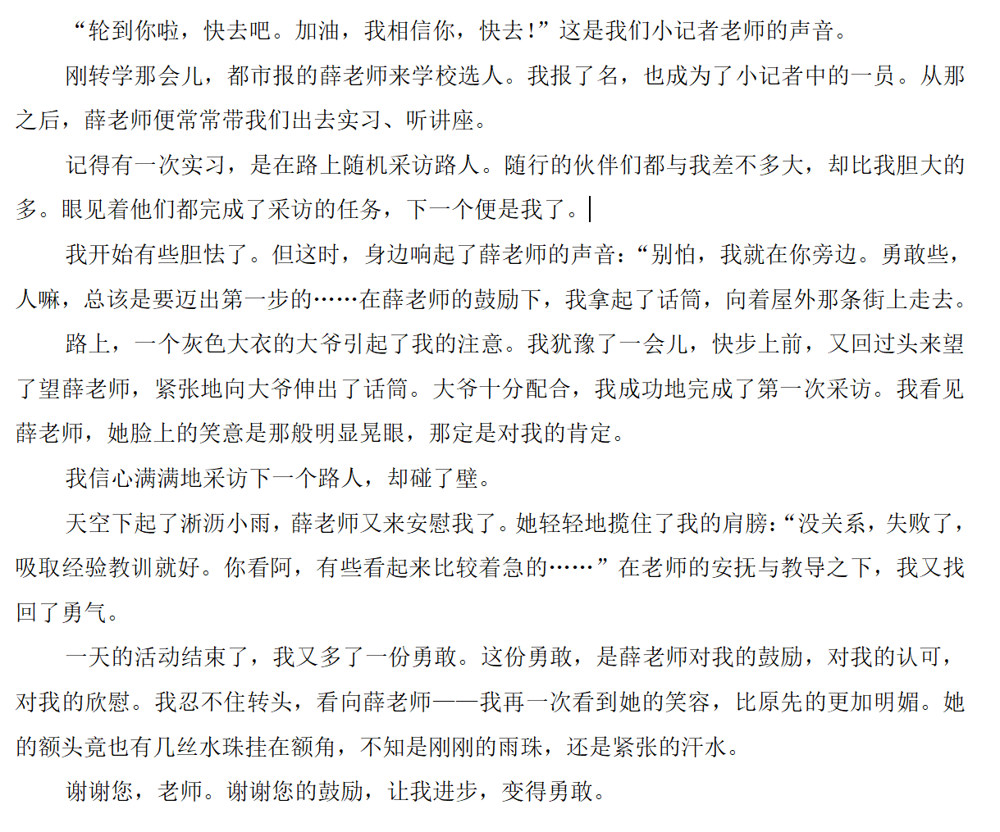 “轮到你啦，快去吧。加油，我相信你，快去！”这是我们小记者老师的声音。
刚转学那会儿，都市报的薛老师来学校选人。我报了名，也成为了小记者中的一员。从那
之后，薛老师便常常带我们出去实习、听讲座。
记得有一次实习，是在路上随机采访路人。随行的伙伴们都与我差不多大，却比我胆大的
多。眼见着他们都完成了采访的任务，下一个便是我了。
我开始有些胆怯了。但这时，身边响起了薛老师的声音：“别怕，我就在你旁边。勇敢些，
人嘛，总该是要迈出第一步的……在薛老师的鼓励下，我拿起了话筒，向着屋外那条街上走去。
路上，一个灰色大衣的大爷引起了我的注意。我犹豫了一会儿，快步上前，又回过头来望
了望薛老师，紧张地向大爷伸出了话筒。大爷十分配合，我成功地完成了第一次采访。我看见
薛老师，她脸上的笑意是那般明显晃眼，那定是对我的肯定。
我信心满满地采访下一个路人，却碰了壁。
天空下起了淅沥小雨，薛老师又来安慰我了。她轻轻地揽住了我的肩膀：“没关系，失败了，
吸取经验教训就好。你看阿，有些看起来比较着急的……”在老师的安抚与教导之下，我又找
回了勇气。
一天的活动结束了，我又多了一份勇敢。这份勇敢，是薛老师对我的鼓励，对我的认可，
对我的欣慰。我忍不住转头，看向薛老师——我再一次看到她的笑容，比原先的更加明媚。她
的额头竟也有几丝水珠挂在额角，不知是刚刚的雨珠，还是紧张的汗水。
谢谢您，老师。谢谢您的鼓励，让我进步，变得勇敢。